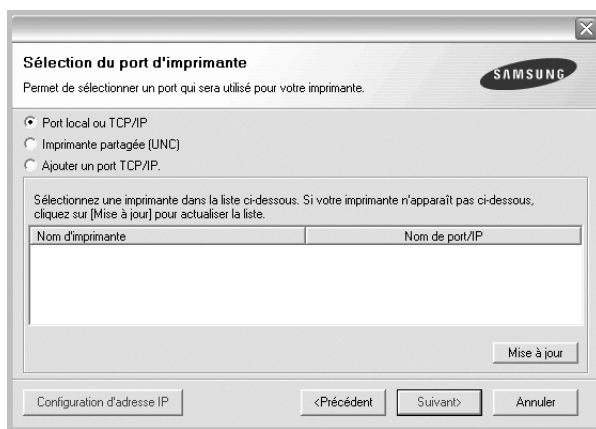 Sélection du port d'imprimante
Permet de sélectionner un port qui sera utilisé pour votre imprimante.
SAMSUNG
Port local ou TCP/IP
Imprimante partagée (UNC)
Ajouter un port TCP/IP.
Sélectionnez une imprimante dans la liste ci-dessous. Si votre imprimante n'apparaît pas ci-dessous,
cliquez sur [Mise à jour] pour actualiser la liste.
Nom d'imprimante
Nom de port/IP
Mise à jour
Configuration d'adresse IP
<Précédent
Suivant>
Annuler